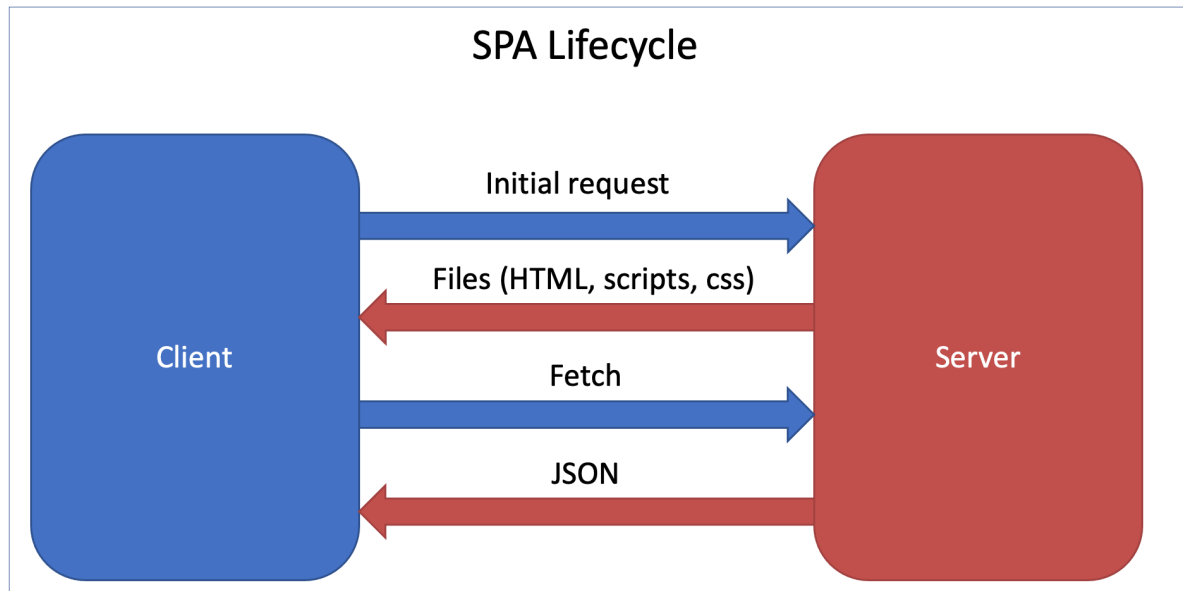 SPA Lifecycle
Initial request
Files (HTML, scripts, css)
Client
Server
Fetch
JSON